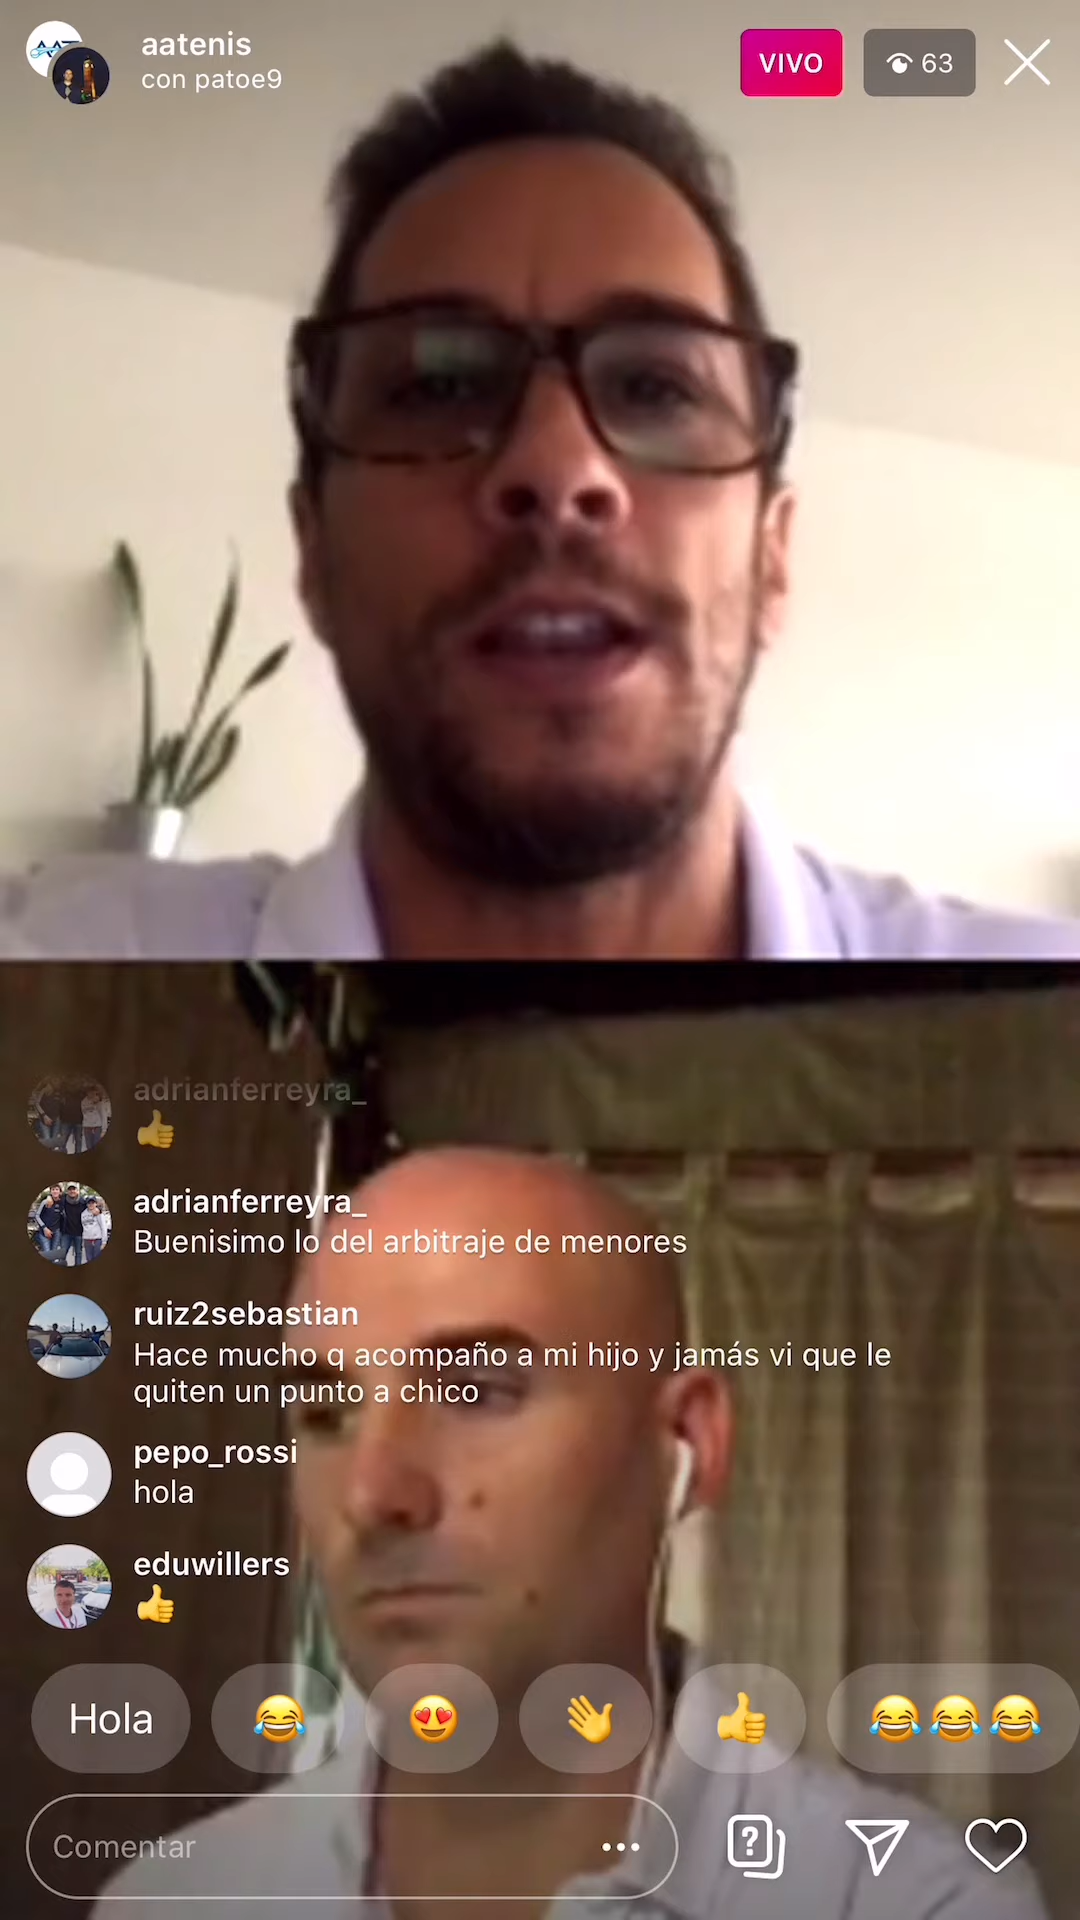 aatenis
con patoe9
VIVO
63
adrianferreyra_
👍
adrianferreyra_
Buenisimo lo del arbitraje de menores
ruiz2sebastian
Hace mucho q acompaño a mi hijo y jamás vi que le
quiten un punto a chico
pepo_rossi
hola
eduwillers
👍
Hola 😂 😍 👋 👍 😂😂😂
Comentar